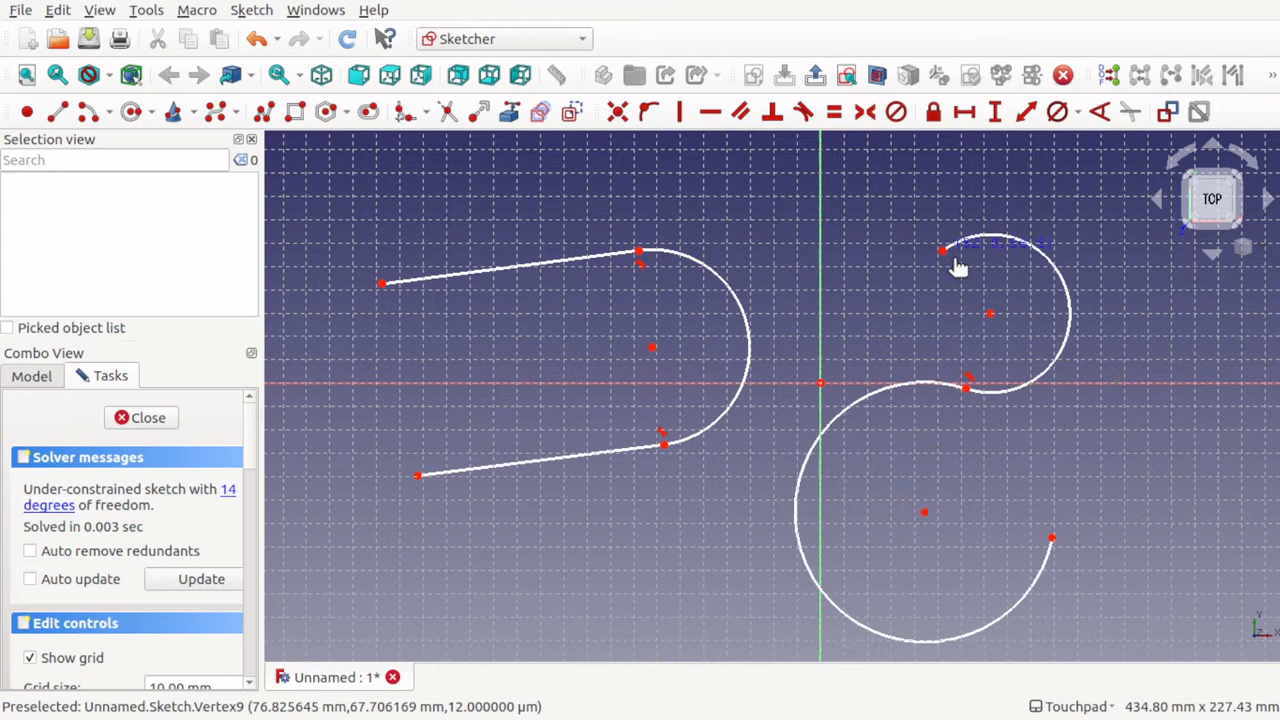 File Edit View Tools Macro Sketch Windows Help
Sketcher
»
Selection view
Search
0
Picked object list
Combo View
Model Tasks
Close
Solver messages
Under-constrained sketch with 14
degrees of freedom.
Solved in 0.003 sec
Auto remove redundants
Auto update Update
Edit controls
Show grid
Grid size: 10.00 mm
TOP
Z
Y
Z X
Unnamed : 1*
Preselected: Unnamed.Sketch.Vertex9 (76.825645 mm,67.706169 mm,12.000000 µm)
Touchpad
434.80 mm x 227.43 mm